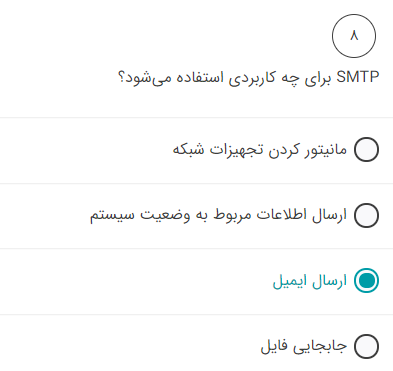 ۸
SMTP برای چه کاربردی استفاده می‌شود؟
مانیتور کردن تجهیزات شبکه
ارسال اطلاعات مربوط به وضعیت سیستم
ارسال ایمیل
جابجایی فایل